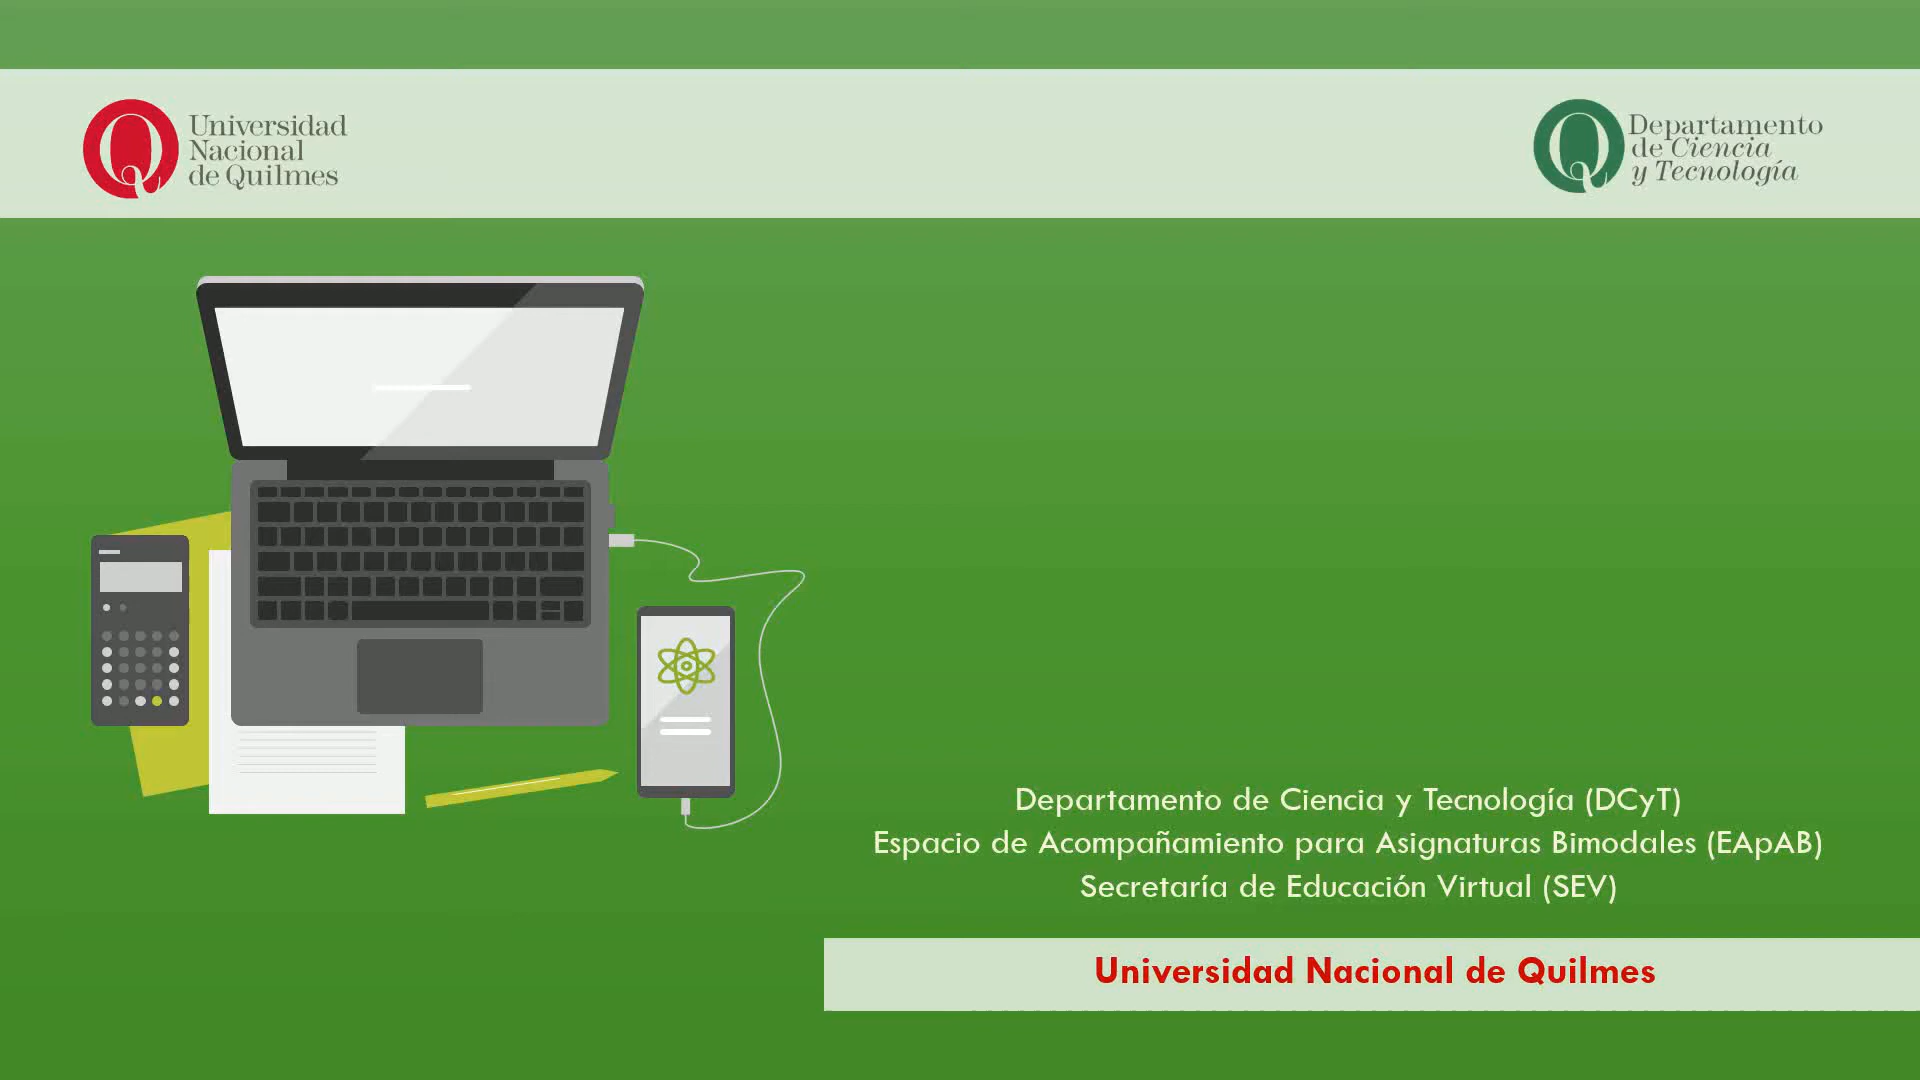 Universidad
Nacional
de Quilmes
Departamento
de Ciencia
y Tecnología
Departamento de Ciencia y Tecnología (DCyT)
Espacio de Acompañamiento para Asignaturas Bimodales (EApAB)
Secretaría de Educación Virtual (SEV)
Universidad Nacional de Quilmes